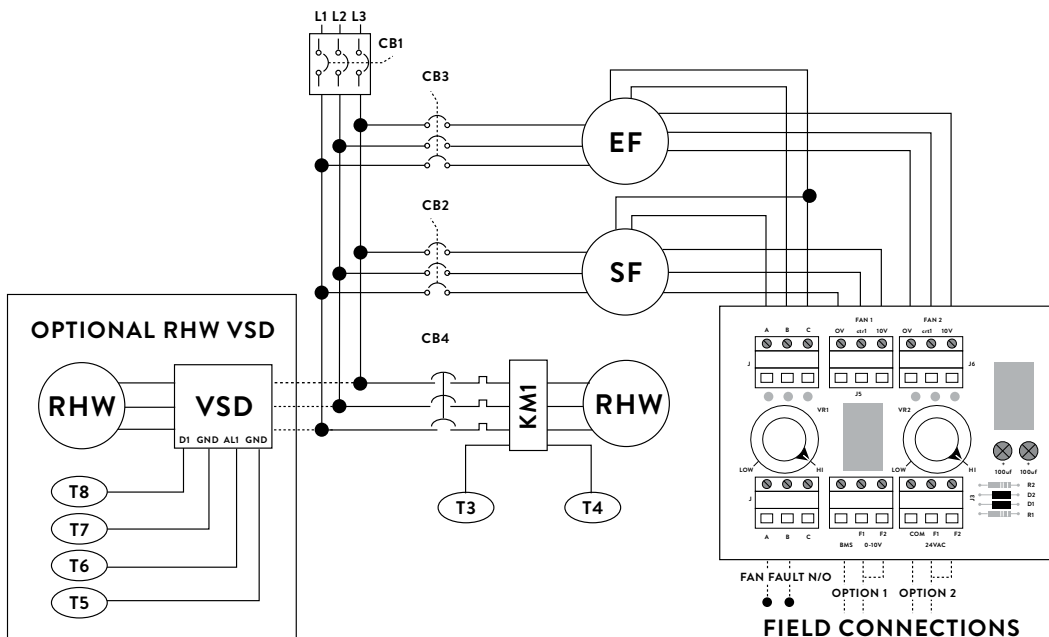 L1 L2 L3
CB1
CB3
EF
CB2
SF
OPTIONAL RHW VSD
CB4
RHW
VSD
D1 GND AL1 GND
KM1
RHW
T8
T7
T6
T5
T3
T4
FAN 1
FAN 2
A B C
OV ctr1 10V
OV crt1 10V
J
J5
J6
VR1
VR2
LOW
HI
LOW
HI
+ +
100uf 100uf
R2
D2
D1
R1
J
J3
A B C
F1 F2
BMS 0-10V
COM F1 F2
24VAC
FAN FAULT N/O
OPTION 1
OPTION 2
FIELD CONNECTIONS